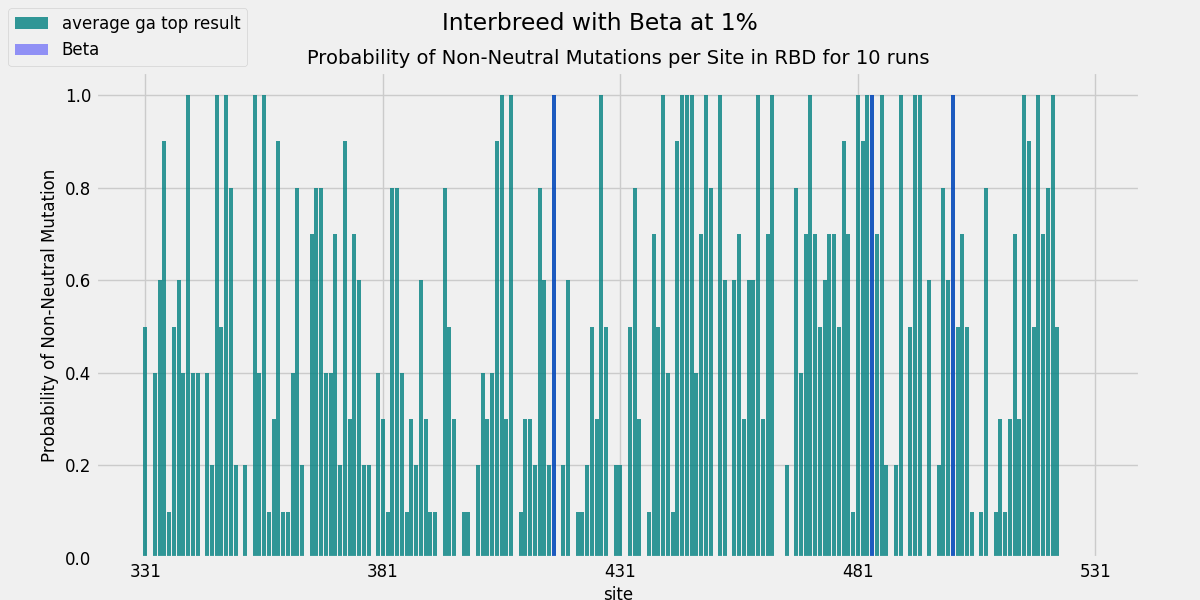 Interbreed with Beta at 1%
average ga top result
Beta
Probability of Non-Neutral Mutations per Site in RBD for 10 runs
Probability of Non-Neutral Mutation
1.0
0.8
0.6
0.4
0.2
0.0
331 381 431 481 531
site